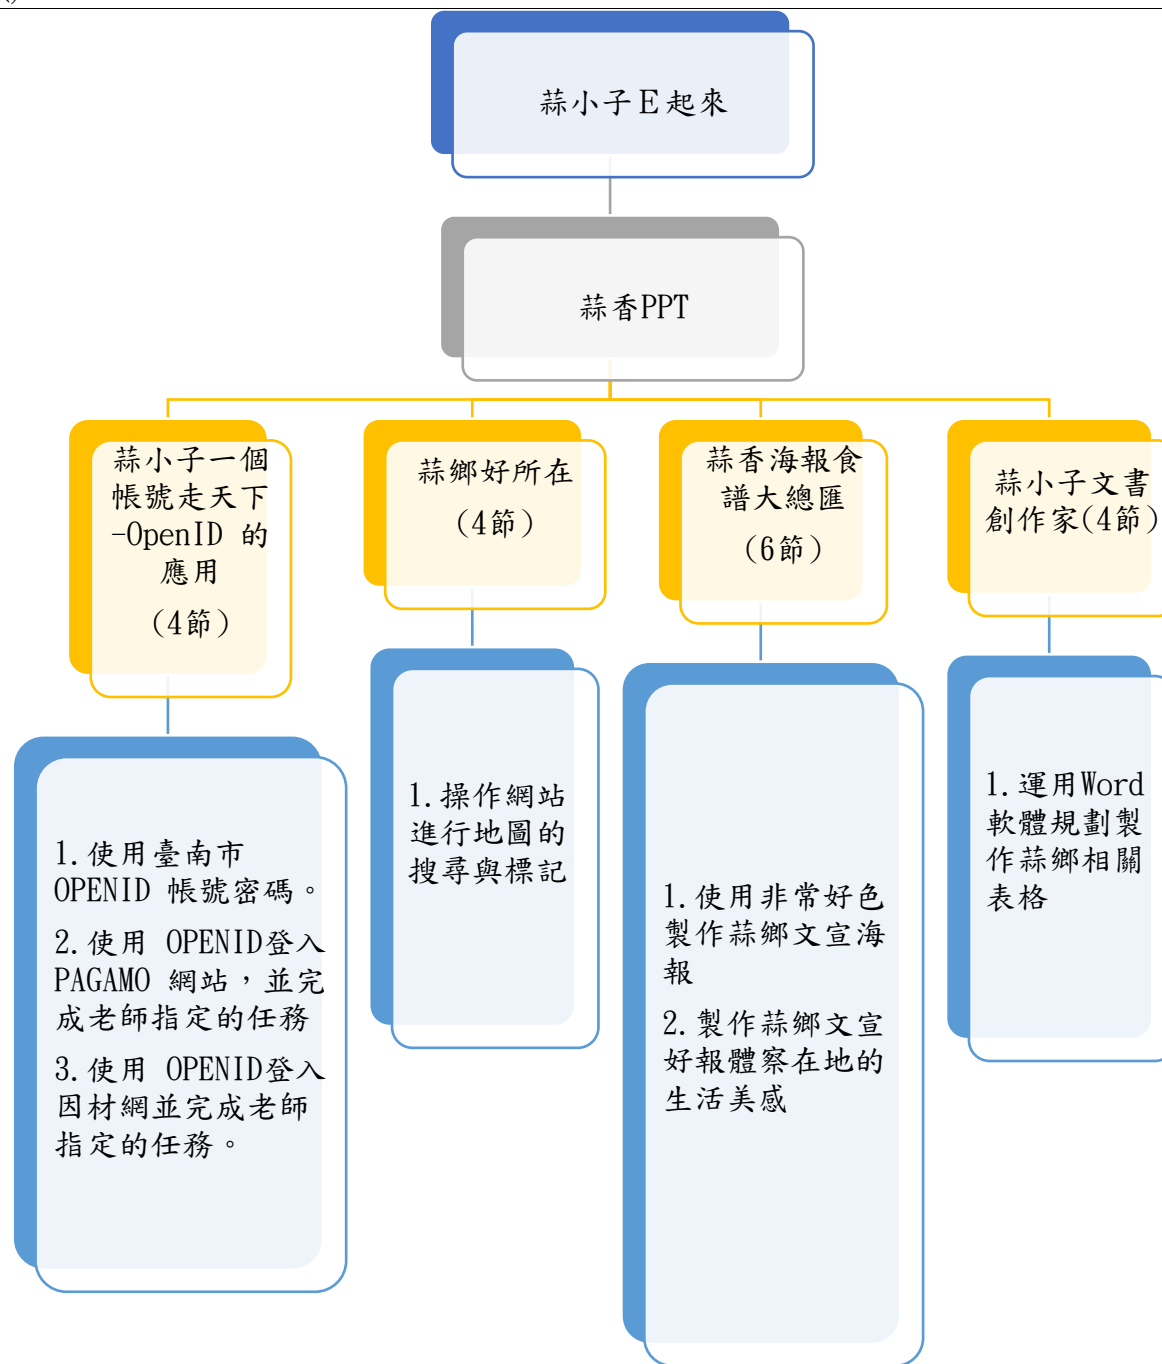 蒜小子Ｅ起來
蒜香PPT
蒜小子一個
帳號走天下
-OpenID 的
應用
(4節)
蒜鄉好所在
(4節)
蒜香海報食
譜大總匯
(6節)
蒜小子文書
創作家(4節)
1.使用臺南市
OPENID 帳號密碼。
2.使用 OPENID登入
PAGAMO 網站，並完
成老師指定的任務
3.使用 OPENID登入
因材網並完成老師
指定的任務。
1.操作網站
進行地圖的
搜尋與標記
1.使用非常好色
製作蒜鄉文宣海
報
2.製作蒜鄉文宣
好報體察在地的
生活美感
1.運用Word
軟體規劃製
作蒜鄉相關
表格